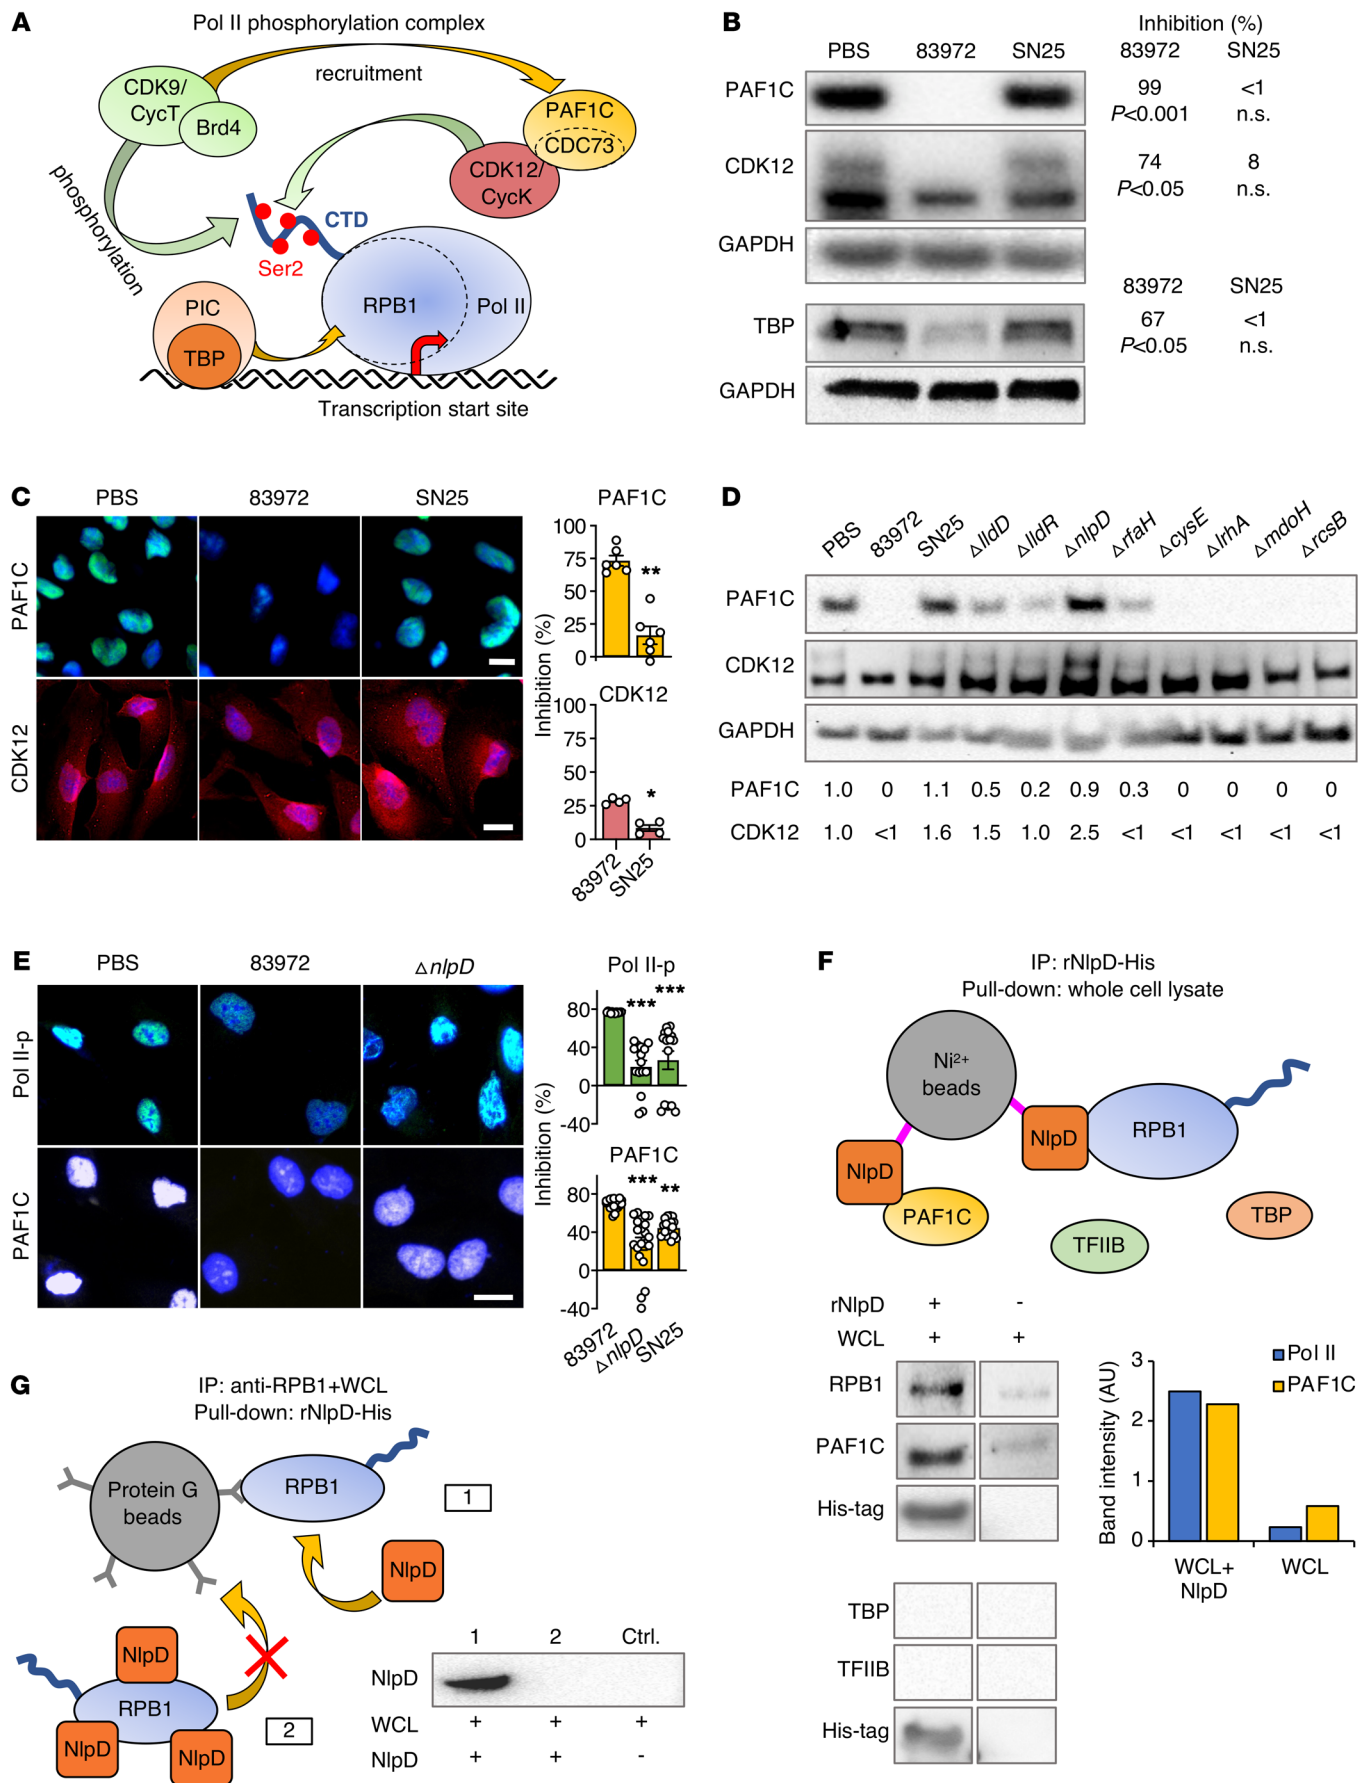 A
Pol II phosphorylation complex
recruitment
CDK9/
CycT
Brd4
PAF1C
CDC73
CDK12/
CycK
phosphorylation
CTD
Ser2
RPB1
Pol II
PIC
TBP
Transcription start site
B
Inhibition (%)
PBS 83972 SN25 83972 SN25
PAF1C 99 <1
P<0.001 n.s.
CDK12 74 8
P<0.05 n.s.
GAPDH
83972 SN25
TBP 67 <1
P<0.05 n.s.
GAPDH
C
PBS 83972 SN25
PAF1C
CDK12
PAF1C
100
75
50
25
0
**
Inhibition (%)
CDK12
100
75
50
25
0
*
83972 SN25
D
PBS 83972 SN25 ΔlldD ΔlldR ΔnlpD ΔrfaH ΔcysE ΔlrhA ΔmdoH ΔrcsB
PAF1C
CDK12
GAPDH
PAF1C 1.0 0 1.1 0.5 0.2 0.9 0.3 0 0 0 0
CDK12 1.0 <1 1.6 1.5 1.0 2.5 <1 <1 <1 <1 <1
E
PBS 83972 ΔnlpD
Pol II-p
PAF1C
Pol II-p
80
40
0
-40
*** ***
Inhibition (%)
PAF1C
80
40
0
-40
*** **
83972 ΔnlpD SN25
F
IP: rNlpD-His
Pull-down: whole cell lysate
Ni2+
beads
NlpD
RPB1
NlpD
PAF1C
TFIIB
TBP
rNlpD + -
WCL + +
RPB1
PAF1C
His-tag
TBP
TFIIB
His-tag
Pol II
PAF1C
Band intensity (AU)
3
2
1
0
WCL+
NlpD
WCL
G
IP: anti-RPB1+WCL
Pull-down: rNlpD-His
Protein G
beads
RPB1
1
NlpD
NlpD
RPB1
NlpD
NlpD
2
1 2 Ctrl.
NlpD
WCL + + +
NlpD + + -